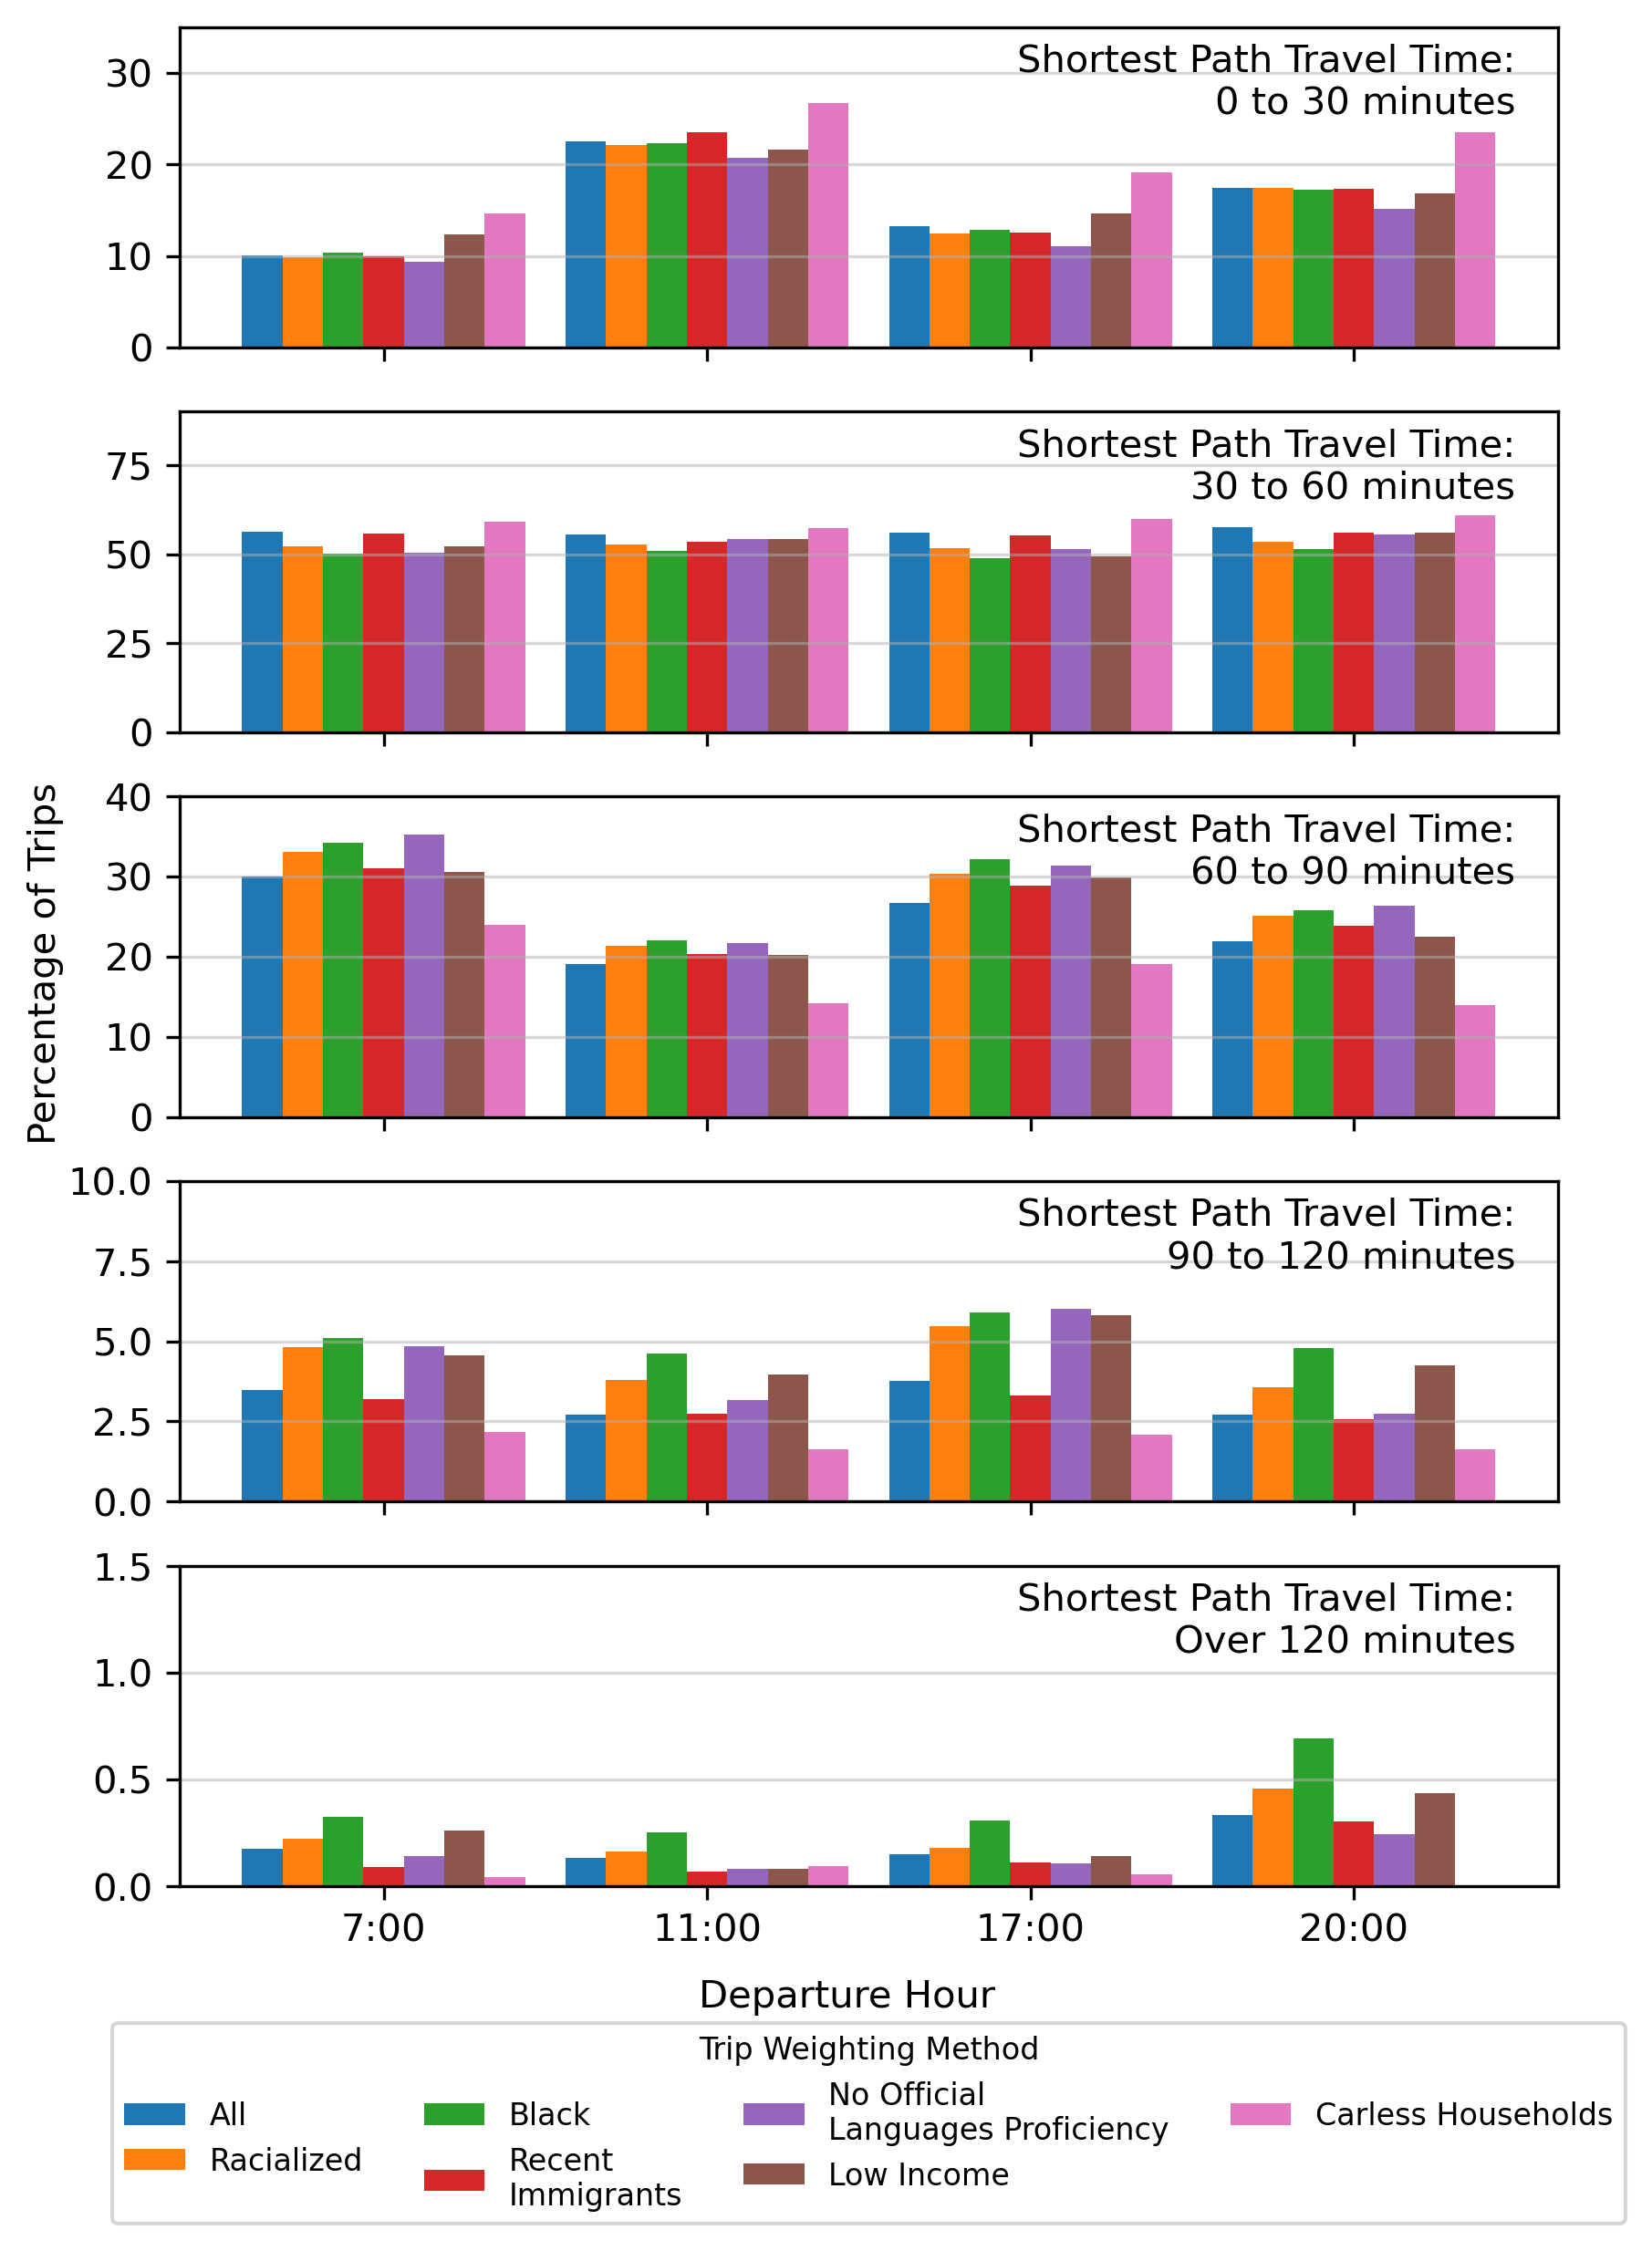 Shortest Path Travel Time:
0 to 30 minutes
30
20
10
0
Shortest Path Travel Time:
30 to 60 minutes
75
50
25
0
Percentage of Trips
Shortest Path Travel Time:
60 to 90 minutes
40
30
20
10
0
Shortest Path Travel Time:
90 to 120 minutes
10.0
7.5
5.0
2.5
0.0
Shortest Path Travel Time:
Over 120 minutes
1.5
1.0
0.5
0.0
7:00 11:00 17:00 20:00
Departure Hour
Trip Weighting Method
All
Racialized
Black
Recent
Immigrants
No Official
Languages Proficiency
Low Income
Carless Households